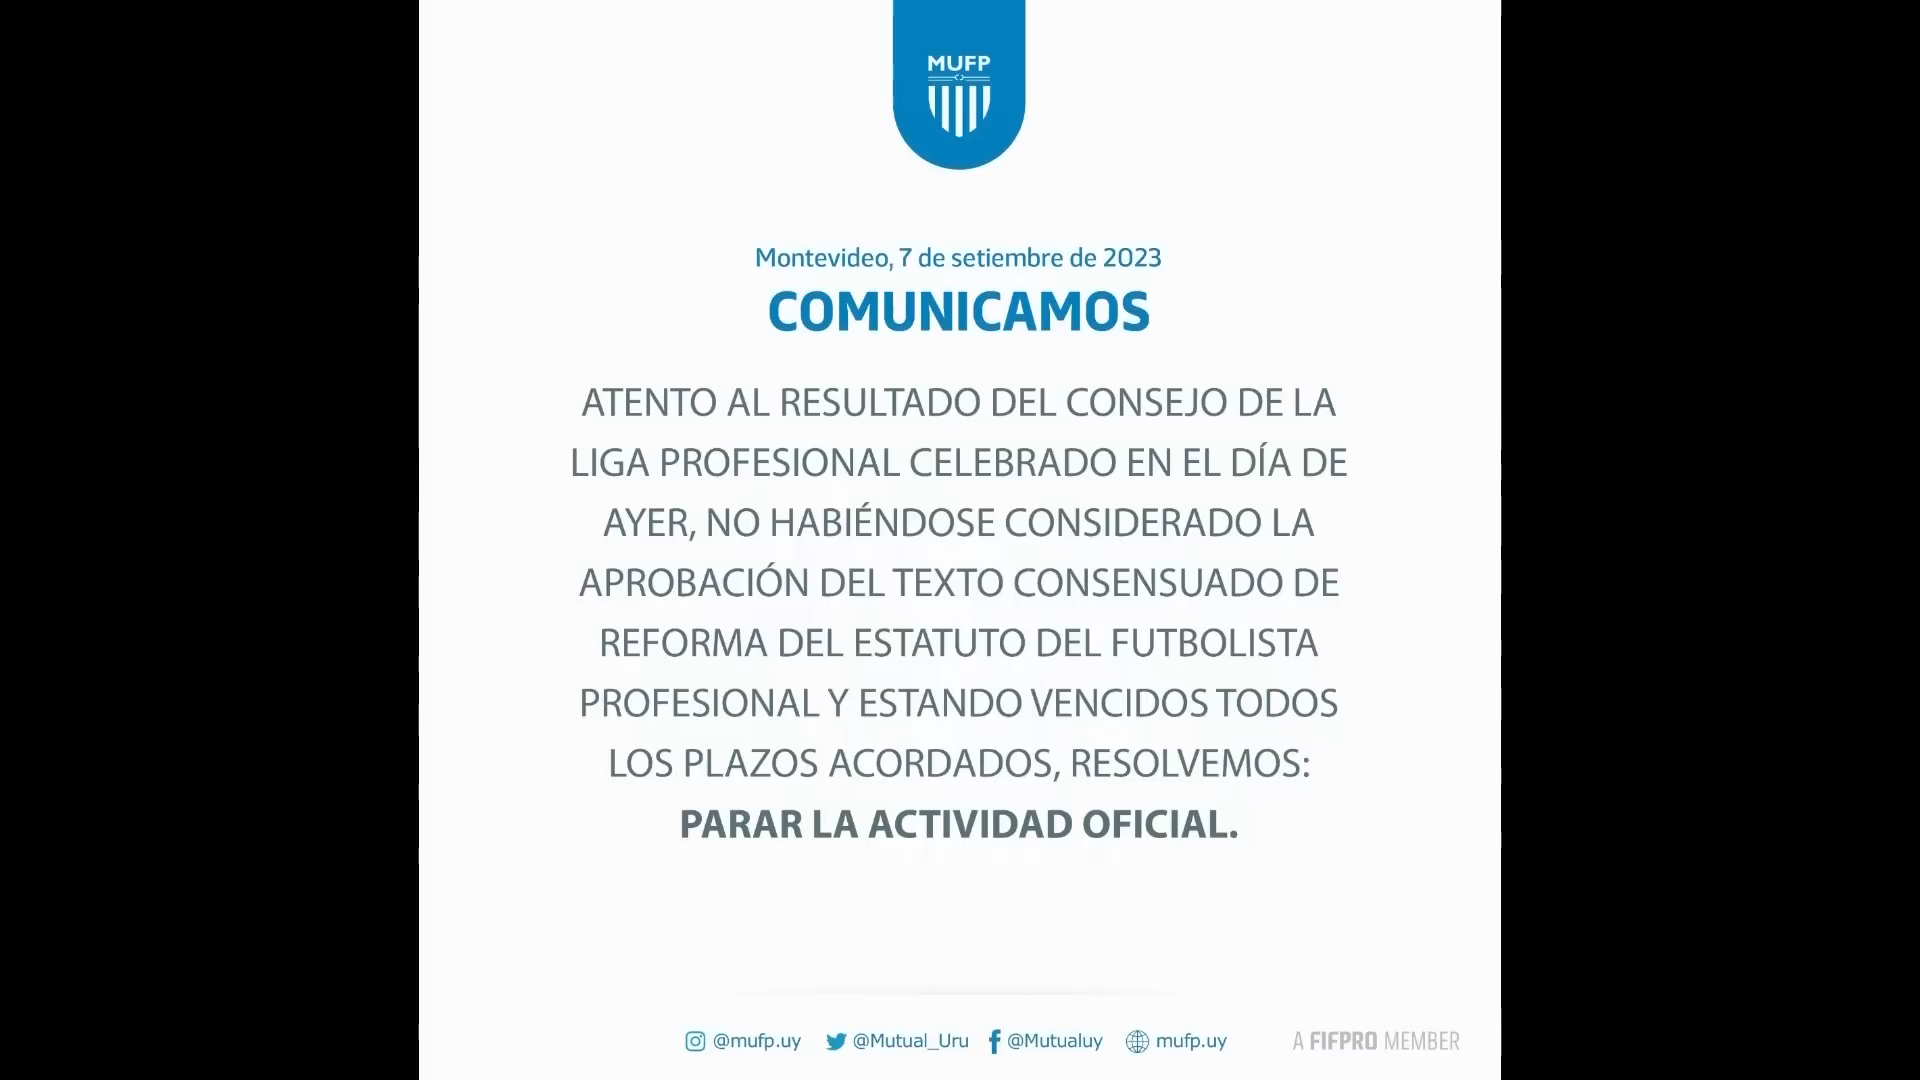 MUFP
Montevideo, 7 de setiembre de 2023
COMUNICAMOS
ATENTO AL RESULTADO DEL CONSEJO DE LA
LIGA PROFESIONAL CELEBRADO EN EL DÍA DE
AYER, NO HABIÉNDOSE CONSIDERADO LA
APROBACIÓN DEL TEXTO CONSENSUADO DE
REFORMA DEL ESTATUTO DEL FUTBOLISTA
PROFESIONAL Y ESTANDO VENCIDOS TODOS
LOS PLAZOS ACORDADOS, RESOLVEMOS:
PARAR LA ACTIVIDAD OFICIAL.
@mufp.uy @Mutual_Uru @Mutualuy mufp.uy A FIFPRO MEMBER